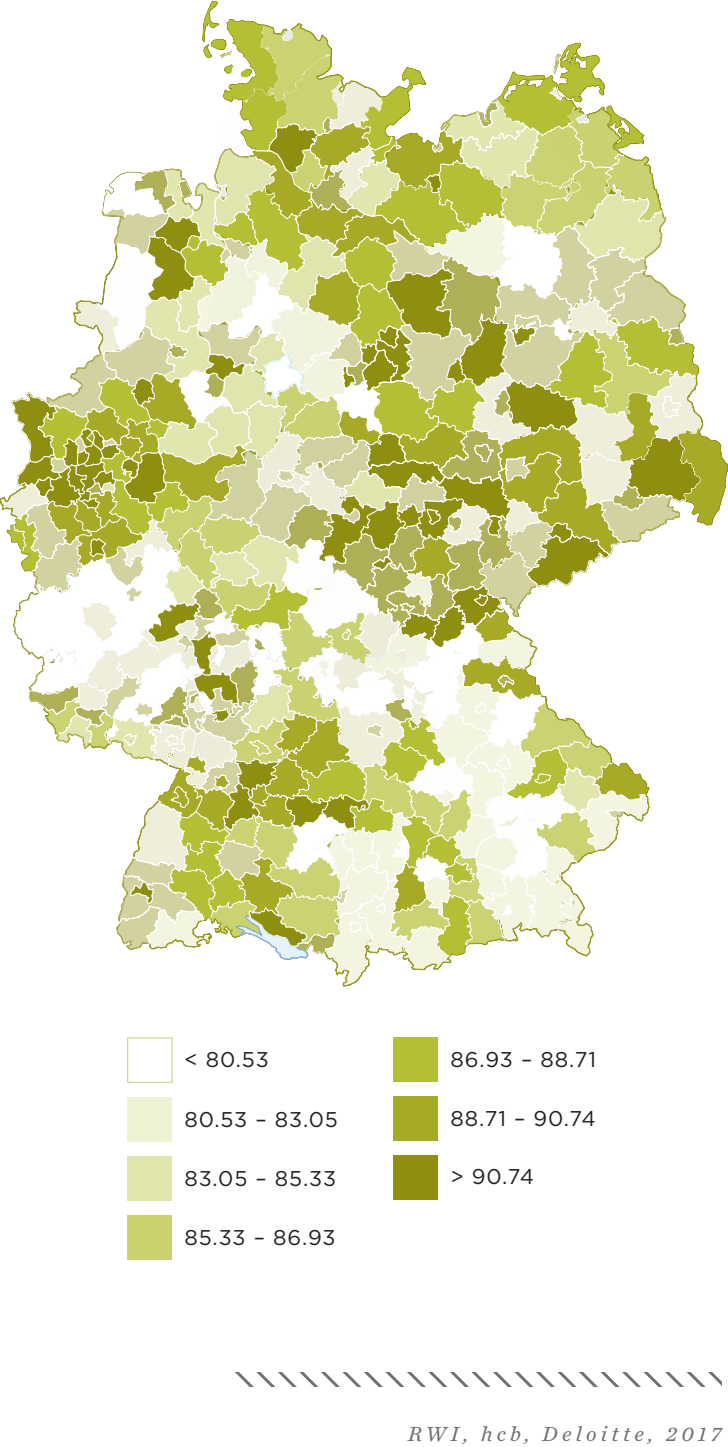 < 80.53
80.53 – 83.05
83.05 – 85.33
85.33 – 86.93
86.93 – 88.71
88.71 – 90.74
> 90.74
RWI, hcb, Deloitte, 2017